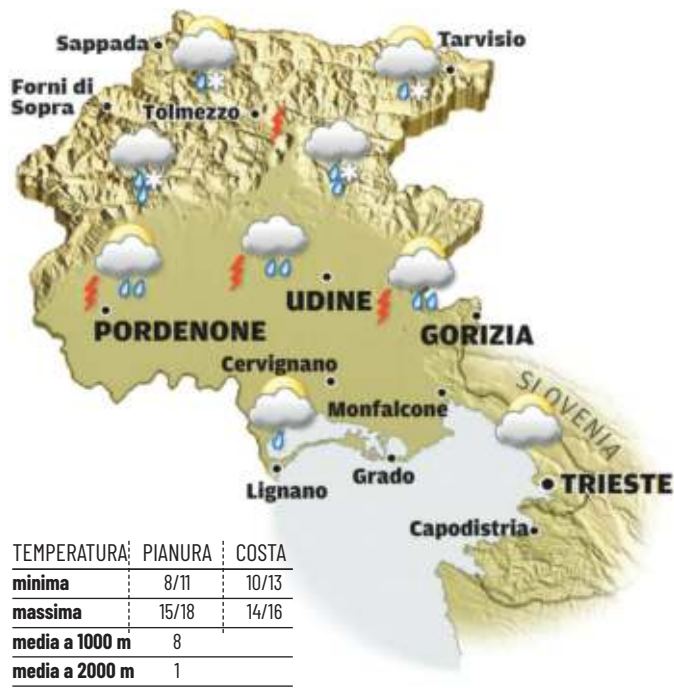 Sappada
Tarvisio
Forni di
Sopra
Tolmezzo
UDINE
PORDENONE
GORIZIA
Cervignano
Monfalcone
SLOVENIA
Grado
Lignano
TRIESTE
Capodistria
TEMPERATURA PIANURA COSTA
minima 8/11 10/13
massima 15/18 14/16
media a 1000 m 8
media a 2000 m 1